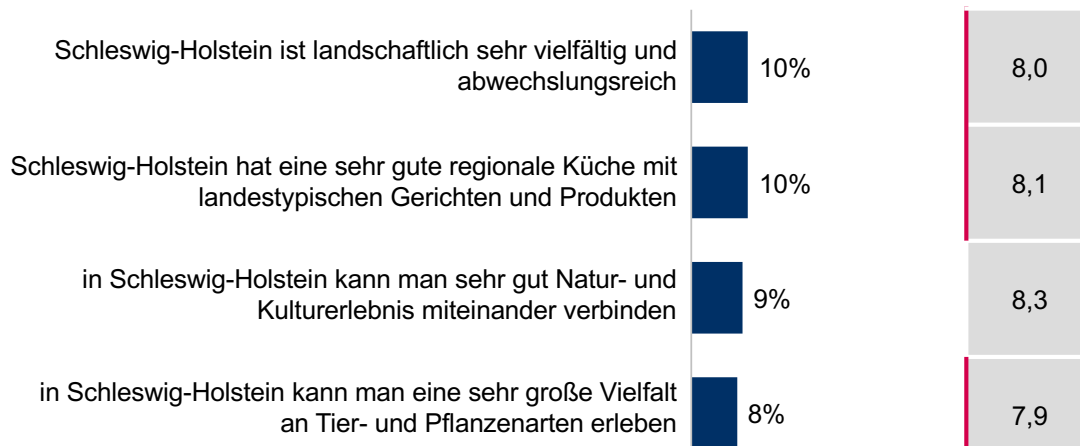 Schleswig-Holstein ist landschaftlich sehr vielfältig und
abwechslungsreich
10%
8,0
Schleswig-Holstein hat eine sehr gute regionale Küche mit
landestypischen Gerichten und Produkten
10%
8,1
in Schleswig-Holstein kann man sehr gut Natur- und
Kulturerlebnis miteinander verbinden
9%
8,3
in Schleswig-Holstein kann man eine sehr große Vielfalt
an Tier- und Pflanzenarten erleben
8%
7,9